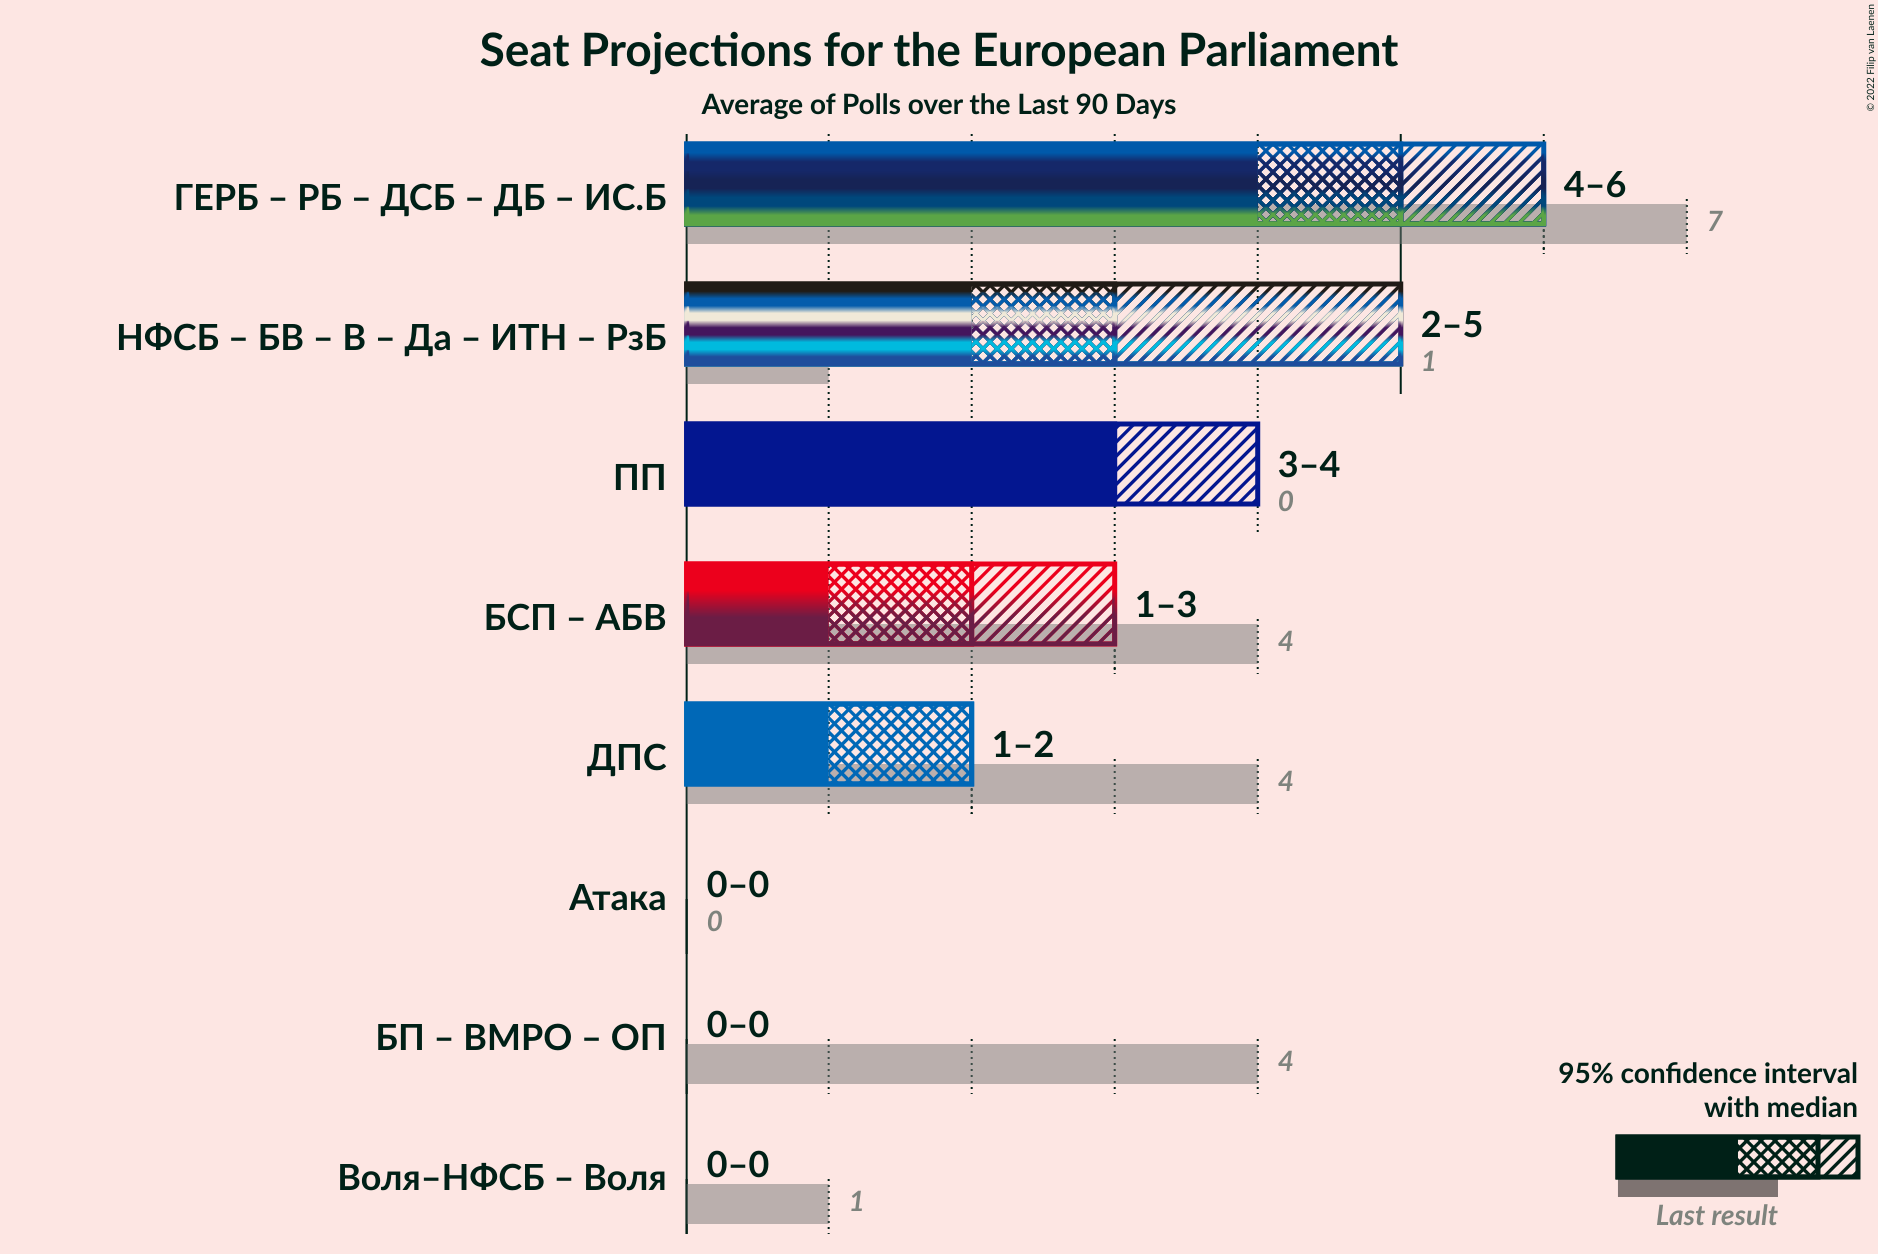 Seat Projections for the European Parliament
Average of Polls over the Last 90 Days
© 2022 Filip van Laenen
ГЕРБ – РБ – ДСБ – ДБ – ИС.Б
4–6
7
НФСБ – БВ – В – Да – ИТН – РзБ
2–5
1
ПП
3–4
0
БСП – АБВ
1–3
4
ДПС
1–2
4
Атака
0–0
0
БП – ВМРО – ОП
0–0
4
Воля–НФСБ – Воля
0–0
1
95% confidence interval
with median
Last result